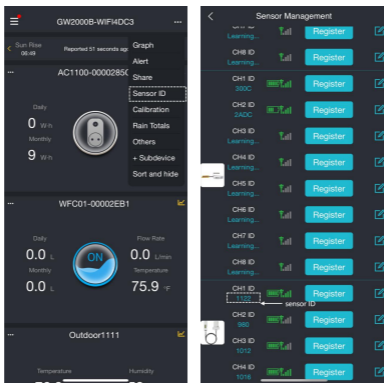 GW2000B-WIFI4DC3
Sun Rise
06:49
Reported 51 seconds ago
Graph
Alert
Share
Sensor ID
Calibration
Rain Totals
Others
+ Subdevice
Sort and hide
AC1100-0000285C
Daily
0 W·h
Monthly
9 W·h
WFC01-00002EB1
Daily
0.0 L
Monthly
0.0 L
ON
Flow Rate
0.0 L/min
Temperature
75.9 °F
Outdoor1111
Temperature
Humidity
Sensor Management
Learning...
Register
CH8 ID
Learning...
Register
CH1 ID
500C
Register
CH2 ID
2ADC
Register
CH3 ID
Learning...
Register
CH4 ID
Learning...
Register
CH5 ID
Learning...
Register
CH6 ID
Learning...
Register
CH7 ID
Learning...
Register
CH8 ID
Learning...
Register
CH1 ID
1122
Register
sensor ID
CH2 ID
980
Register
CH3 ID
1012
Register
CH4 ID
1016
Register